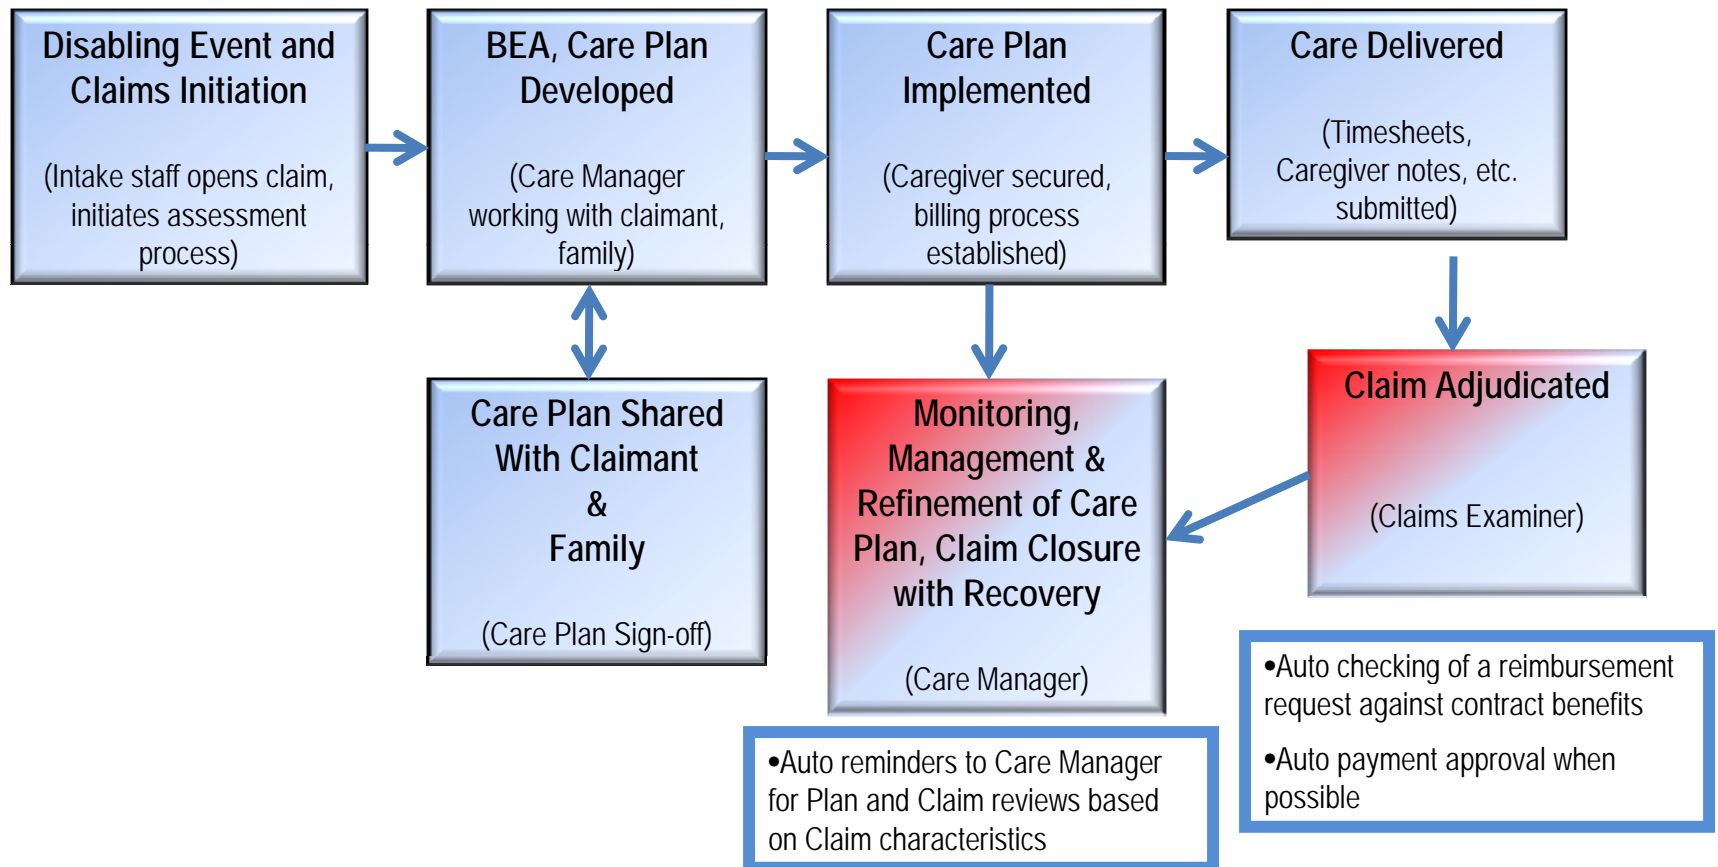 Disabling Event and
Claims Initiation
(Intake staff opens claim,
initiates assessment
process)
BEA, Care Plan
Developed
(Care Manager
working with claimant,
family)
Care Plan
Implemented
(Caregiver secured,
billing process
established)
Care Delivered
(Timesheets,
Caregiver notes, etc.
submitted)
Care Plan Shared
With Claimant
&
Family
(Care Plan Sign-off)
Monitoring,
Management &
Refinement of Care
Plan, Claim Closure
with Recovery
(Care Manager)
Claim Adjudicated
(Claims Examiner)
•Auto reminders to Care Manager
for Plan and Claim reviews based
on Claim characteristics
•Auto checking of a reimbursement
request against contract benefits
•Auto payment approval when
possible